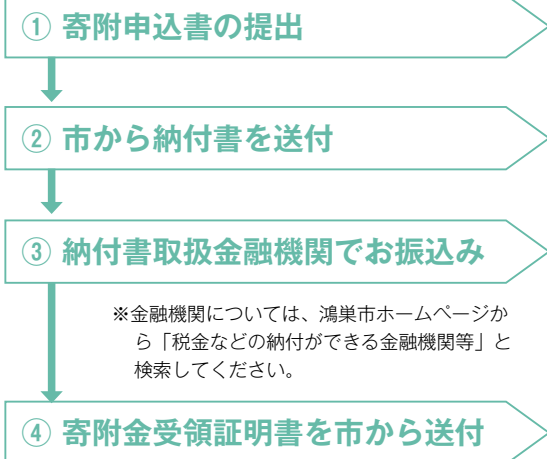 ① 寄附申込書の提出
② 市から納付書を送付
③ 納付書取扱金融機関でお振込み
※金融機関については、鴻巣市ホームページか
ら「税金などの納付ができる金融機関等」と
検索してください。
④ 寄附金受領証明書を市から送付